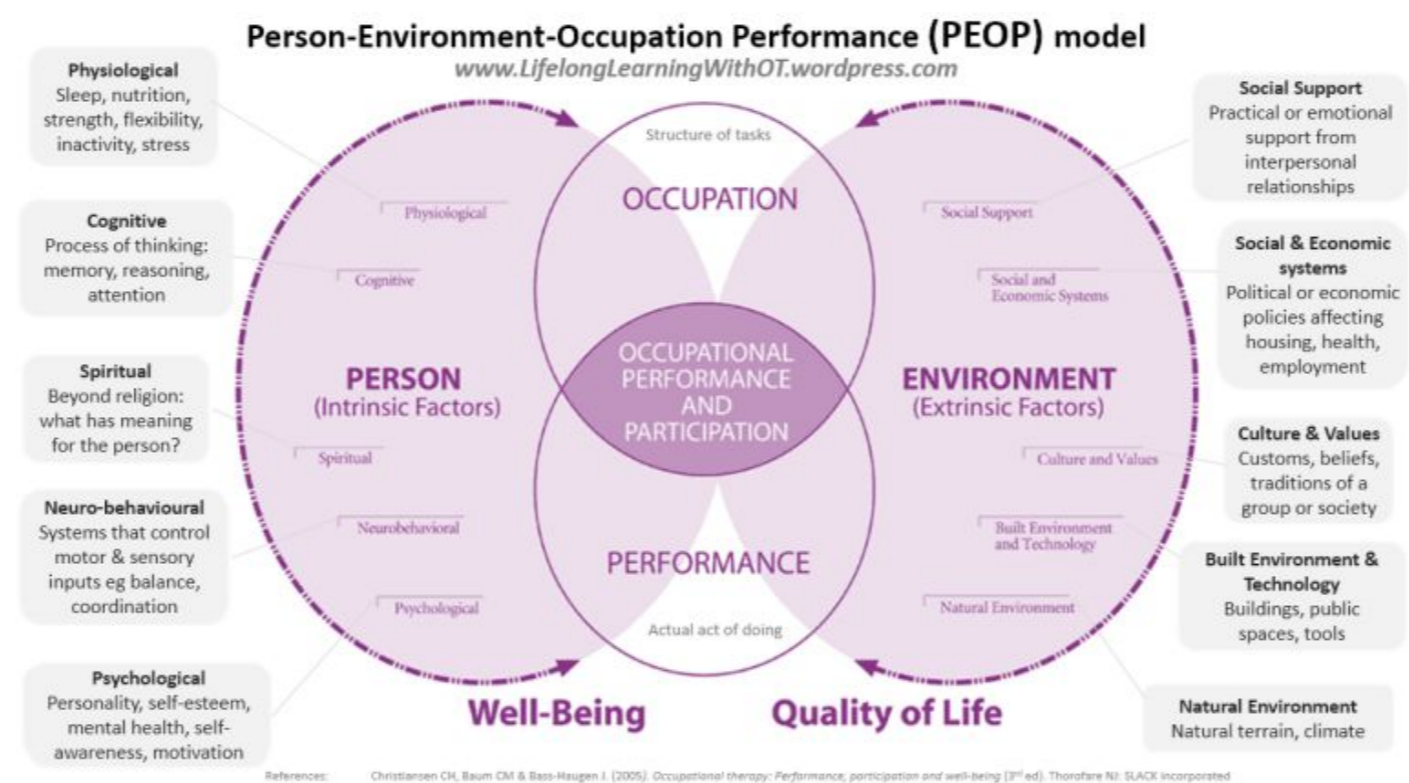 Person-Environment-Occupation Performance (PEOP) model
www.LifelongLearningWithOT.wordpress.com
Physiological
Sleep, nutrition,
strength, flexibility,
inactivity, stress
Cognitive
Process of thinking:
memory, reasoning,
attention
Spiritual
Beyond religion:
what has meaning
for the person?
Neuro-behavioural
Systems that control
motor & sensory
inputs eg balance,
coordination
Psychological
Personality, self-esteem,
mental health, self-
awareness, motivation
Physiological
Cognitive
PERSON
(Intrinsic Factors)
Spiritual
Neurobehavioral
Psychological
Structure of tasks
OCCUPATION
OCCUPATIONAL
PERFORMANCE
AND
PARTICIPATION
PERFORMANCE
Actual act of doing
Social Support
Social and
Economic Systems
ENVIRONMENT
(Extrinsic Factors)
Culture and Values
Built Environment
and Technology
Natural Environment
Social Support
Practical or emotional
support from
interpersonal
relationships
Social & Economic
systems
Political or economic
policies affecting
housing, health,
employment
Culture & Values
Customs, beliefs,
traditions of a
group or society
Built Environment &
Technology
Buildings, public
spaces, tools
Natural Environment
Natural terrain, climate
Well-Being
Quality of Life
References: Christiansen CH, Baum CM & Bass-Haugen J. (2005). Occupational therapy: Performance, participation and well-being (3rd ed). Thorofare NJ: SLACK incorporated